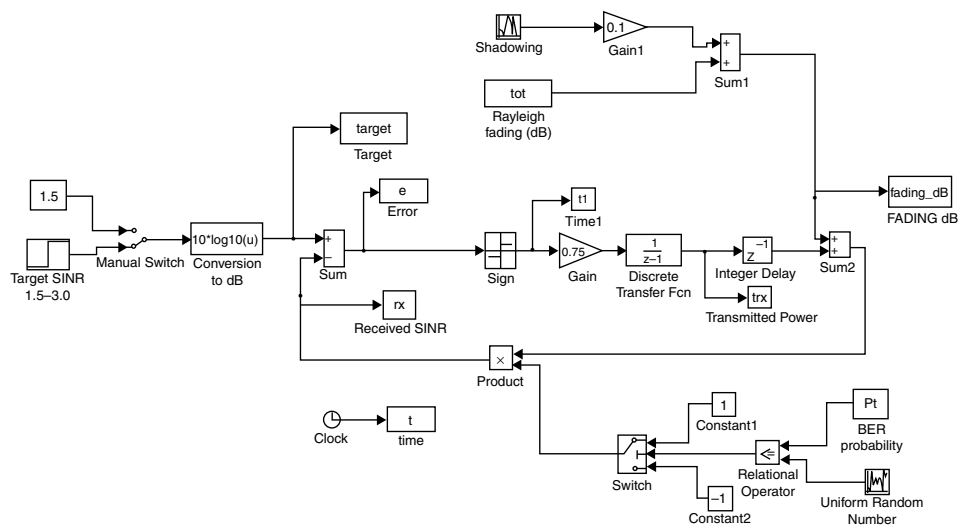 Shadowing
0.1
Gain1
+
+
Sum1
tot
Rayleigh
fading (dB)
target
Target
1.5
e
Error
t1
Time1
fading_dB
FADING dB
Target SINR
1.5–3.0
Manual Switch
10*log10(u)
Conversion
to dB
+
−
Sum
Sign
0.75
Gain
1
z−1
Discrete
Transfer Fcn
−1
Z
Integer Delay
+
+
Sum2
rx
Received SINR
trx
Transmitted Power
×
Product
Clock
t
time
1
Constant1
Pt
BER
probability
Switch
<=
Relational
Operator
−1
Constant2
Uniform Random
Number